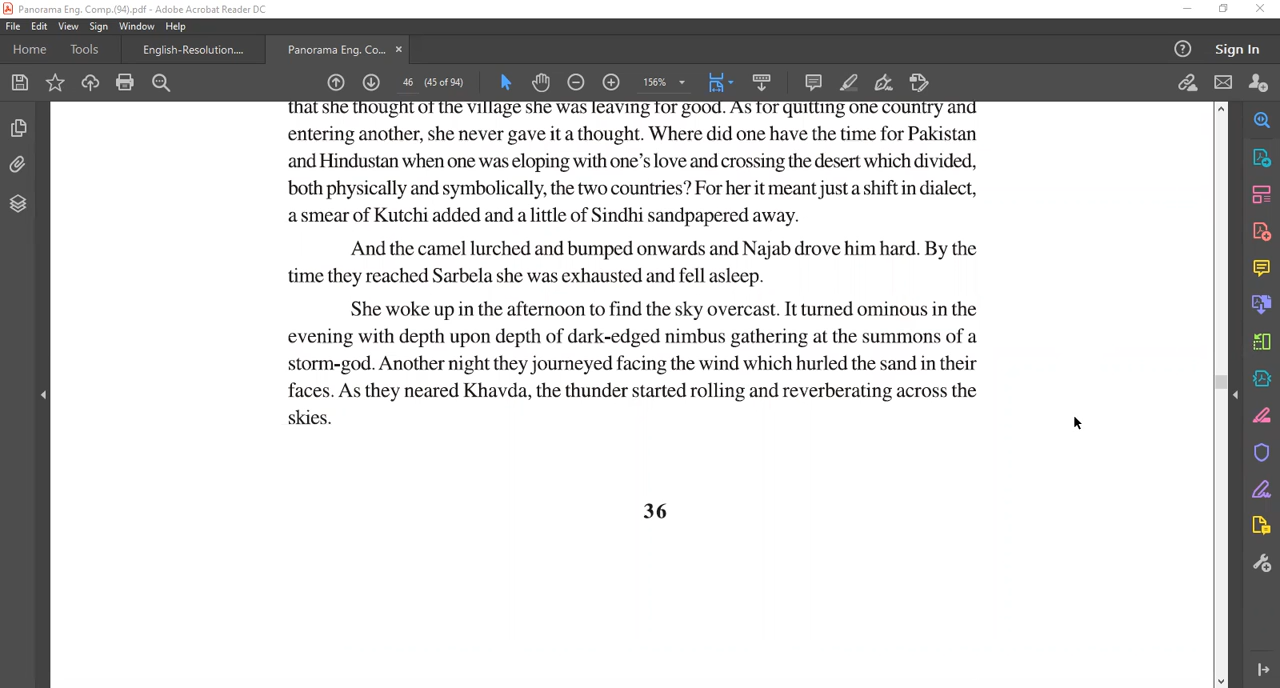 Panorama Eng. Comp.(94).pdf - Adobe Acrobat Reader DC
File Edit View Sign Window Help
Home Tools English-Resolution.... Panorama Eng. Co... × Sign In
46 (45 of 94) 156%
that she thought of the village she was leaving for good. As for quitting one country and
entering another, she never gave it a thought. Where did one have the time for Pakistan
and Hindustan when one was eloping with one's love and crossing the desert which divided,
both physically and symbolically, the two countries? For her it meant just a shift in dialect,
a smear of Kutchi added and a little of Sindhi sandpapered away.
And the camel lurched and bumped onwards and Najab drove him hard. By the
time they reached Sarbela she was exhausted and fell asleep.
She woke up in the afternoon to find the sky overcast. It turned ominous in the
evening with depth upon depth of dark-edged nimbus gathering at the summons of a
storm-god. Another night they journeyed facing the wind which hurled the sand in their
faces. As they neared Khavda, the thunder started rolling and reverberating across the
skies.
36